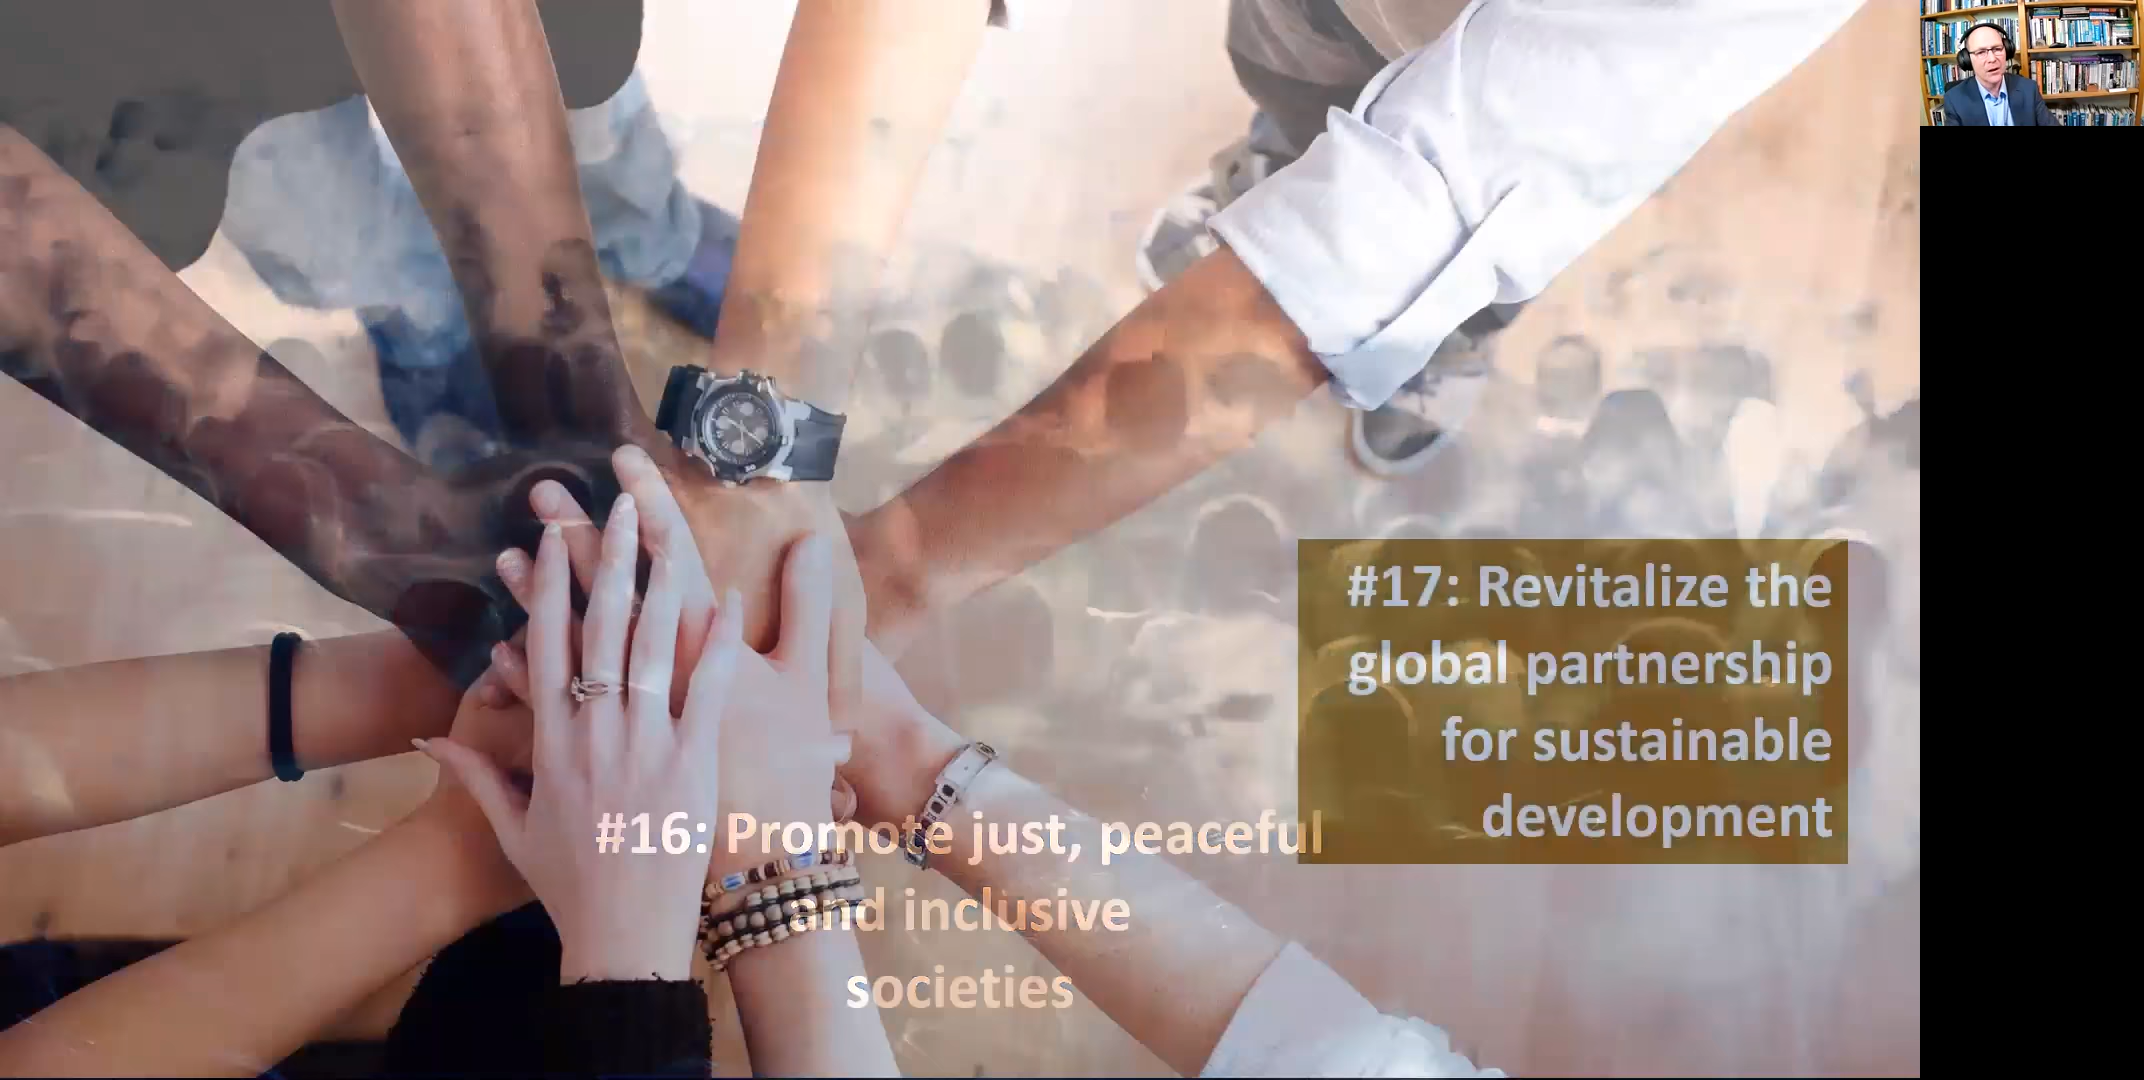 #17: Revitalize the
global partnership
for sustainable
development
#16: Promote just, peaceful
and inclusive
societies